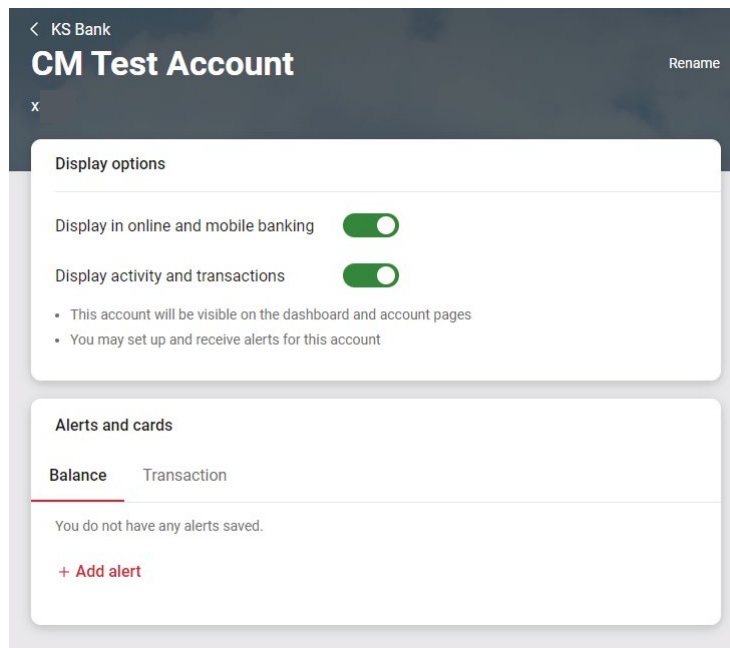 KS Bank
CM Test Account
Rename
x
Display options
Display in online and mobile banking
Display activity and transactions
• This account will be visible on the dashboard and account pages
• You may set up and receive alerts for this account
Alerts and cards
Balance Transaction
You do not have any alerts saved.
+ Add alert